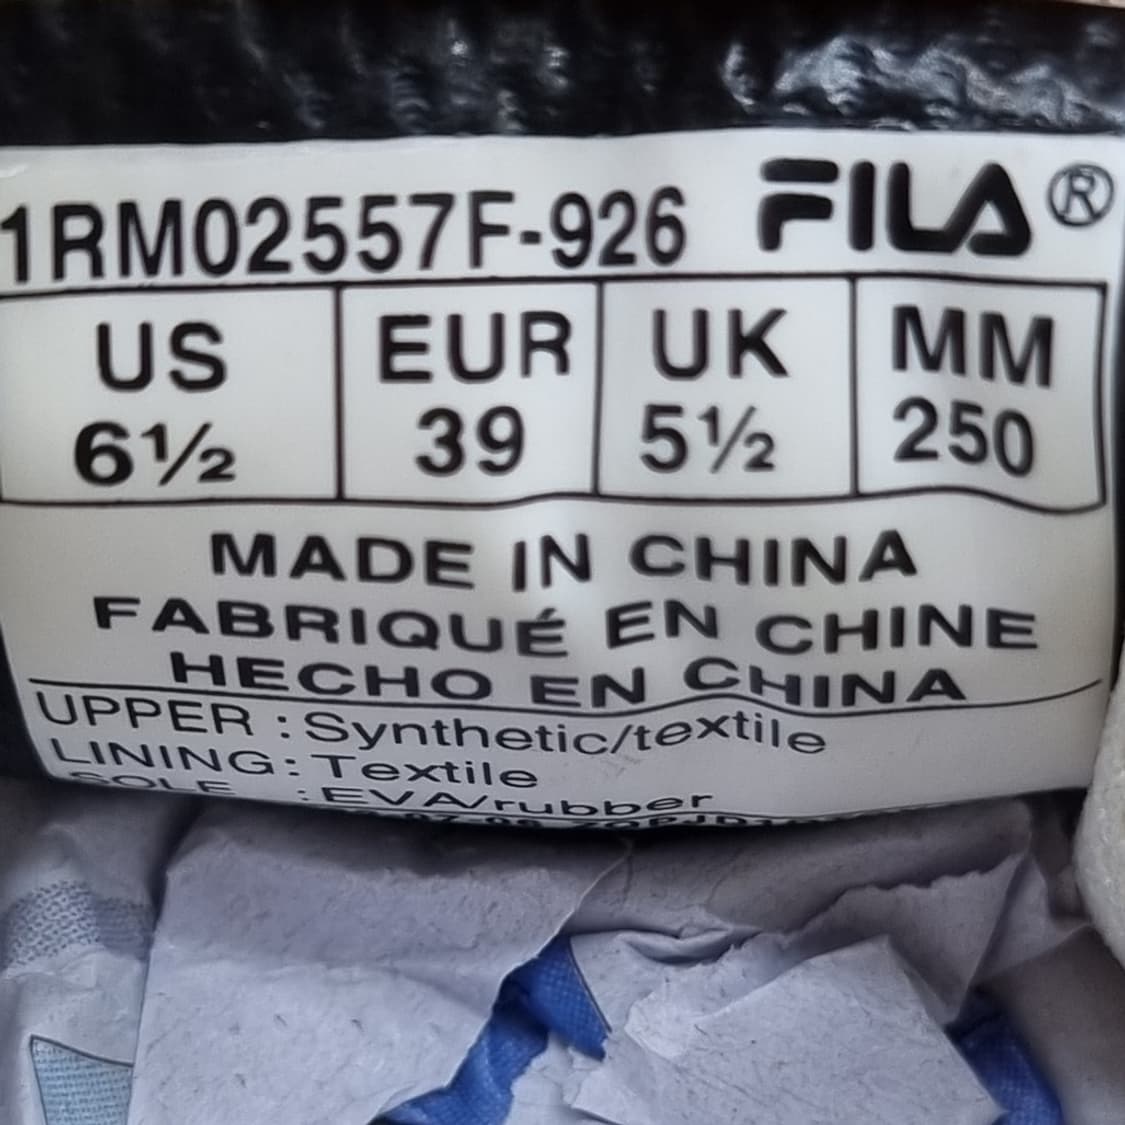 1RM02557F-926 FILA®
US EUR UK MM
6½ 39 5½ 250
MADE IN CHINA
FABRIQUÉ EN CHINE
HECHO EN CHINA
UPPER : Synthetic/textile
LINING: Textile
SOLE : EVA/rubber